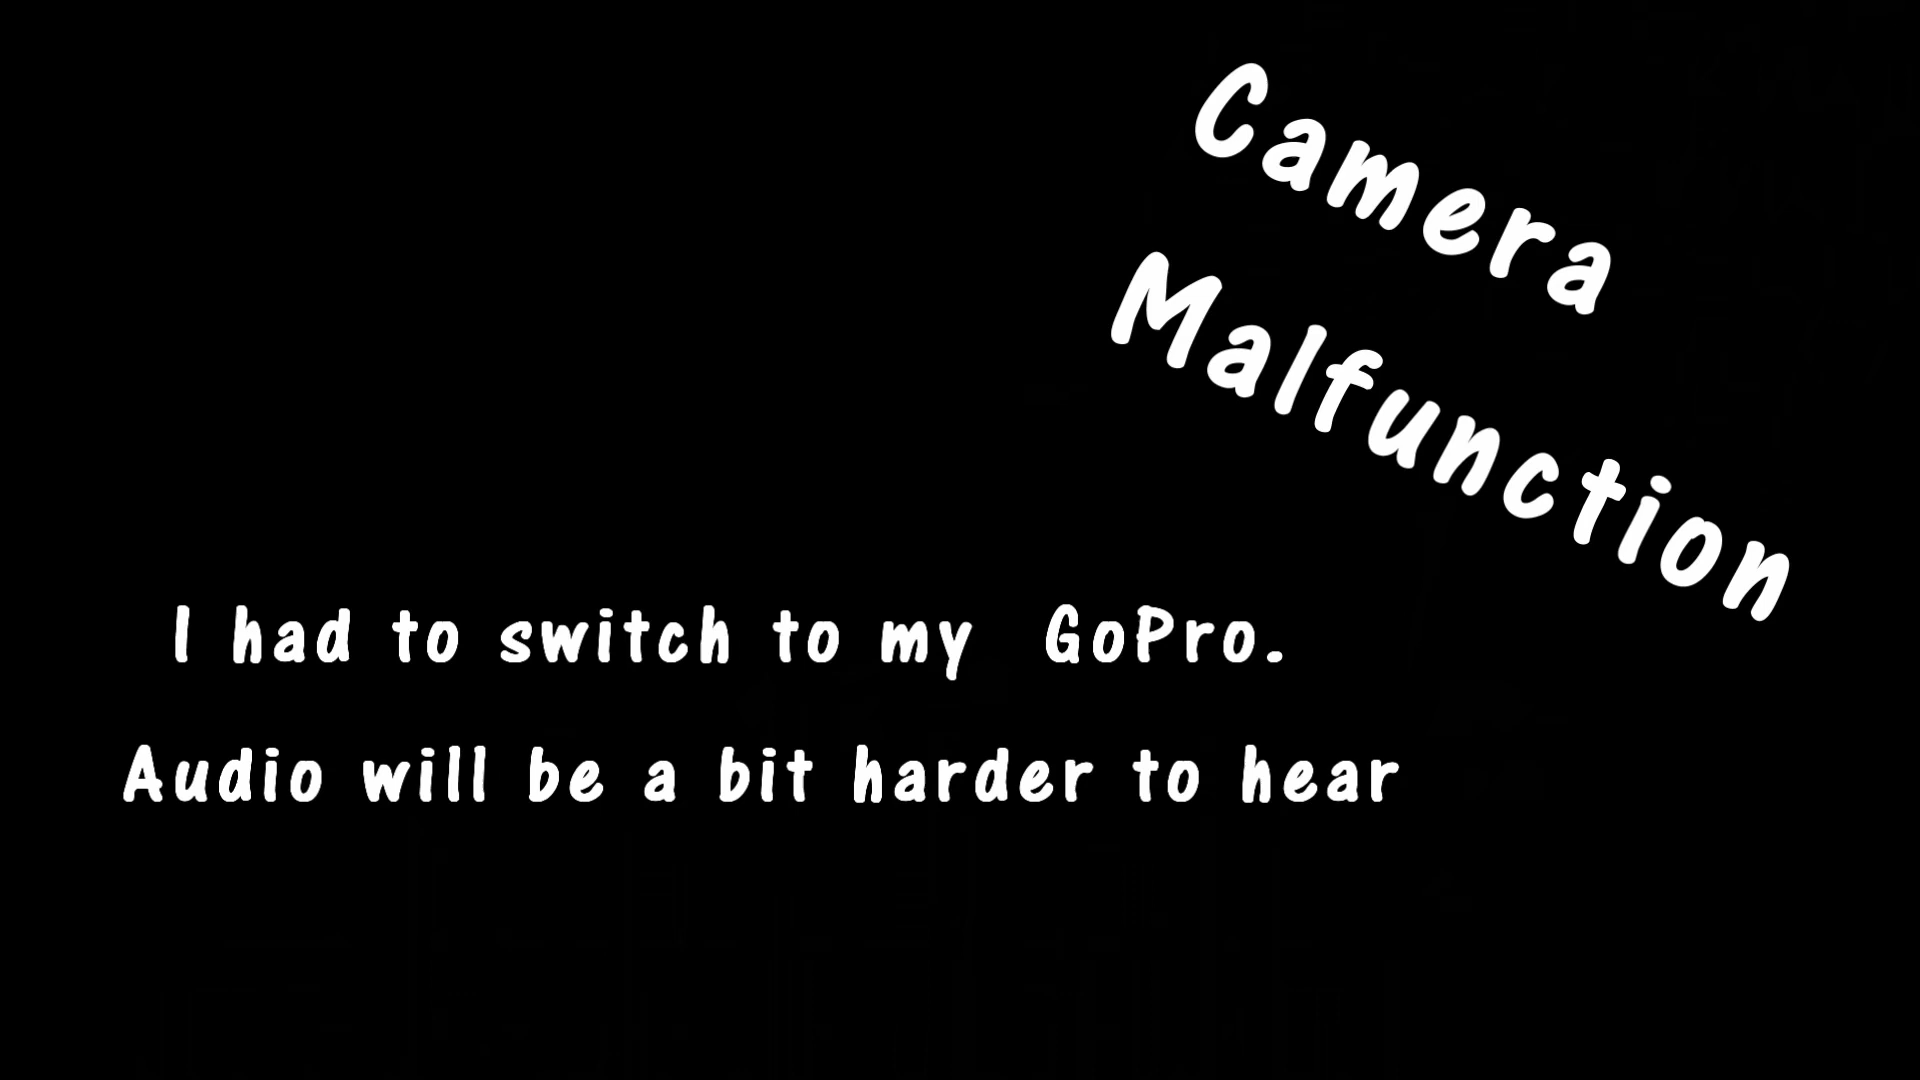 Camera
Malfunction
I had to switch to my GoPro.
Audio will be a bit harder to hear